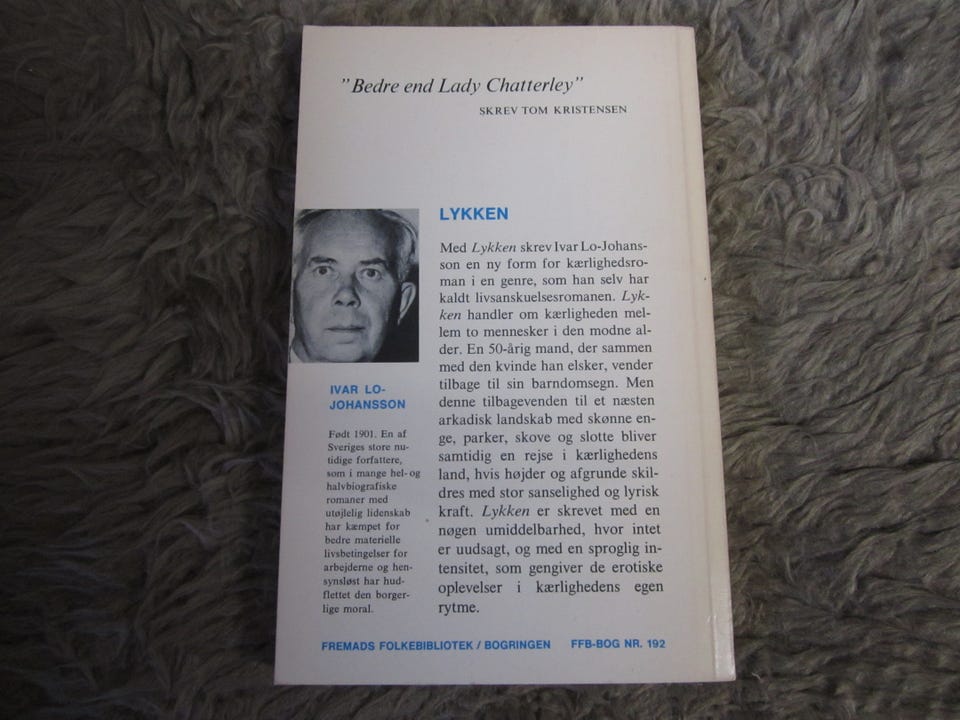 "Bedre end Lady Chatterley"
SKREV TOM KRISTENSEN
LYKKEN
Med Lykken skrev Ivar Lo-Johans-
son en ny form for kærlighedsro-
man i en genre, som han selv har
kaldt livsanskuelsesromanen. Lyk-
ken handler om kærligheden mel-
lem to mennesker i den modne al-
der. En 50-årig mand, der sammen
med den kvinde han elsker, vender
tilbage til sin barndomsegn. Men
denne tilbagevenden til et næsten
arkadisk landskab med skønne en-
ge, parker, skove og slotte bliver
samtidig en rejse i kærlighedens
land, hvis højder og afgrunde skil-
dres med stor sanselighed og lyrisk
kraft. Lykken er skrevet med en
nøgen umiddelbarhed, hvor intet
er uudsagt, og med en sproglig in-
tensitet, som gengiver de erotiske
oplevelser i kærlighedens egen
rytme.
IVAR LO-
JOHANSSON
Født 1901. En af
Sveriges store nu-
tidige forfattere,
som i mange hel- og
halvbiografiske
romaner med
utøjlelig lidenskab
har kæmpet for
bedre materielle
livsbetingelser for
arbejderne og hen-
synsløst har hud-
flettet den borger-
lige moral.
FREMADS FOLKEBIBLIOTEK / BOGRINGEN FFB-BOG NR. 192